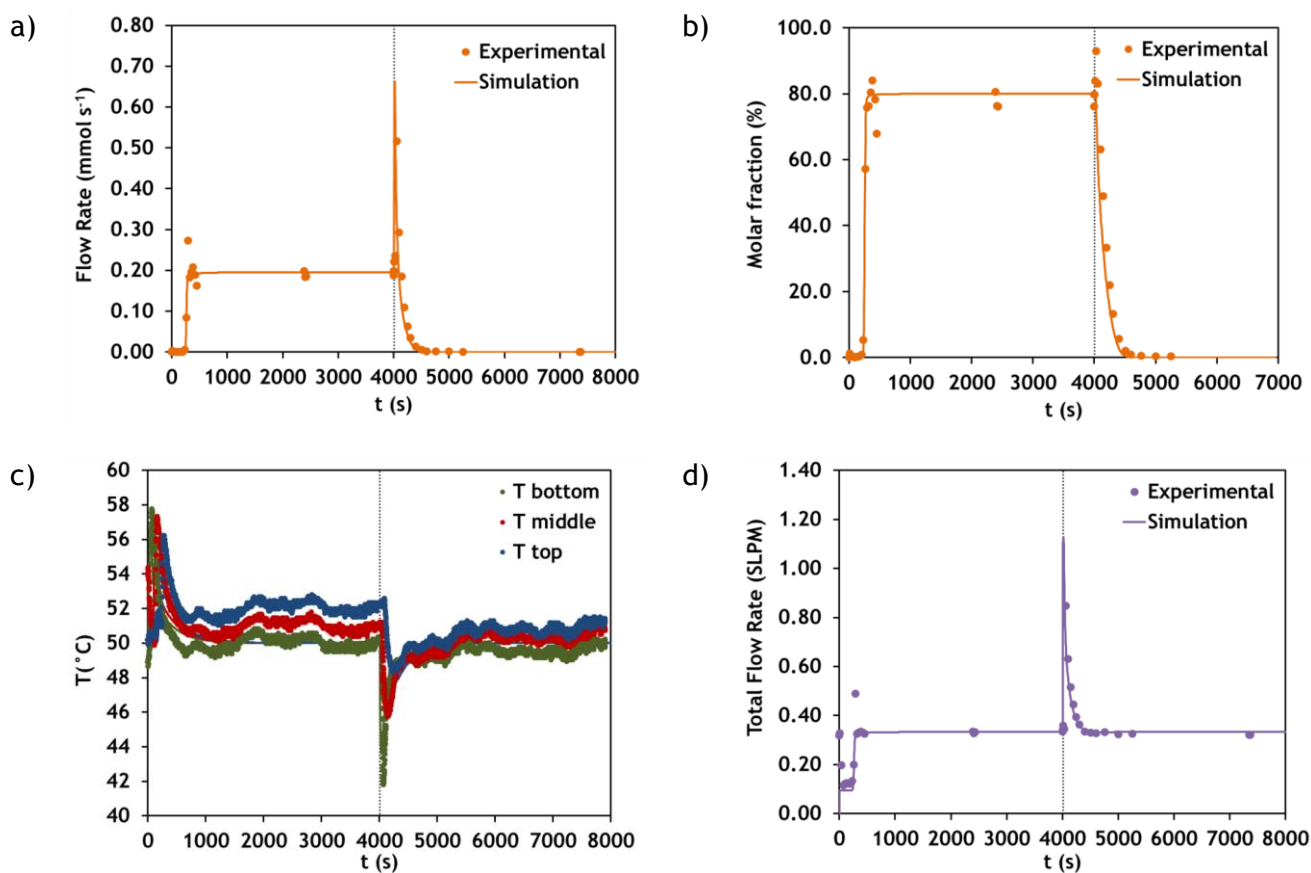 a)
0.80
0.70
0.60
0.50
0.40
0.30
0.20
0.10
0.00
Flow Rate (mmol s⁻¹)
Experimental
Simulation
0 1000 2000 3000 4000 5000 6000 7000 8000
t (s)
b)
100.0
80.0
60.0
40.0
20.0
0.0
Molar fraction (%)
Experimental
Simulation
0 1000 2000 3000 4000 5000 6000 7000
t (s)
c)
60
58
56
54
52
50
48
46
44
42
40
T(°C)
T bottom
T middle
T top
0 1000 2000 3000 4000 5000 6000 7000 8000
t (s)
d)
1.40
1.20
1.00
0.80
0.60
0.40
0.20
0.00
Total Flow Rate (SLPM)
Experimental
Simulation
0 1000 2000 3000 4000 5000 6000 7000 8000
t (s)